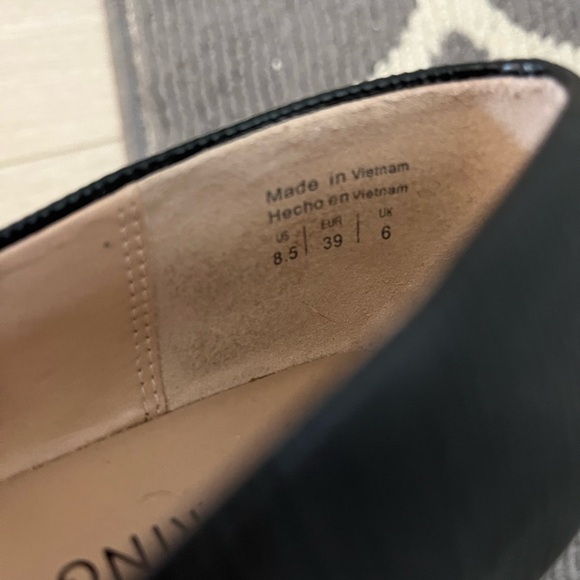 Made in Vietnam
Hecho en Vietnam
US | EUR | UK
8.5 | 39 | 6